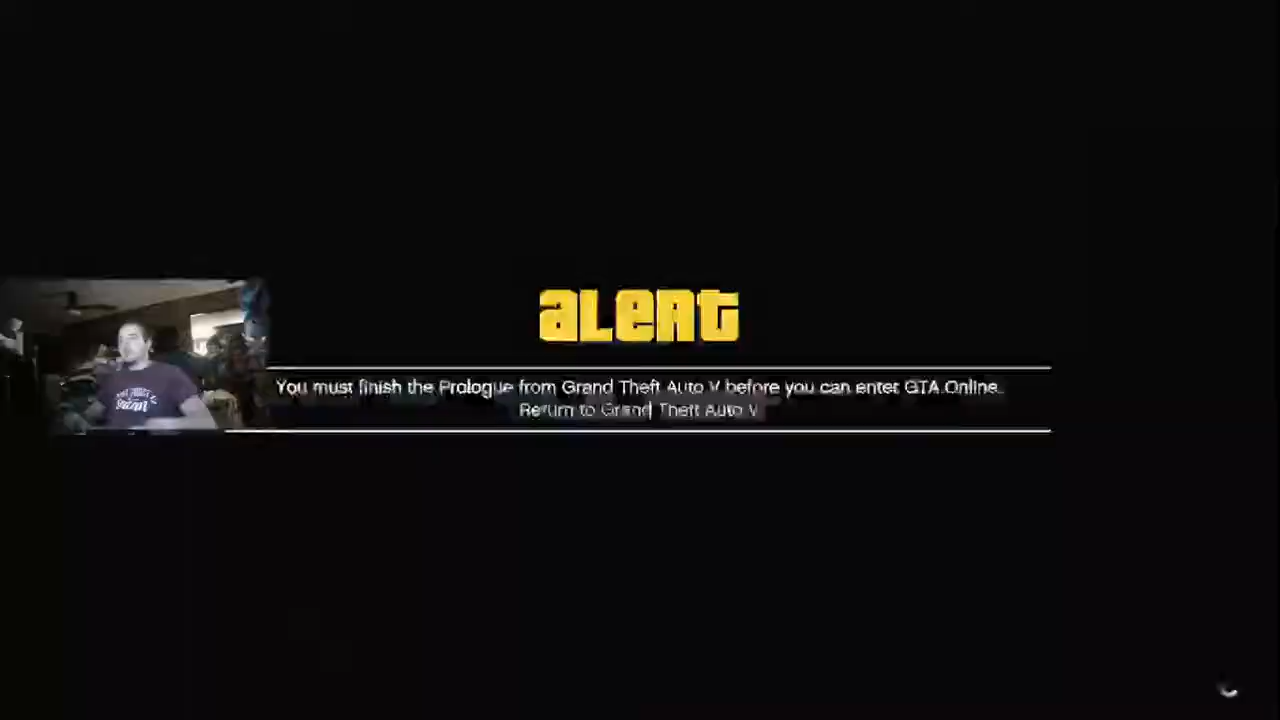 alert
You must finish the Prologue from Grand Theft Auto V before you can enter GTA Online.
Return to Grand Theft Auto V